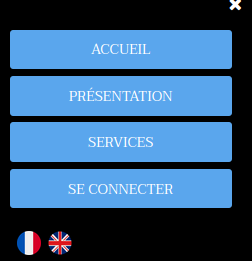 ACCUEIL
PRÉSENTATION
SERVICES
SE CONNECTER